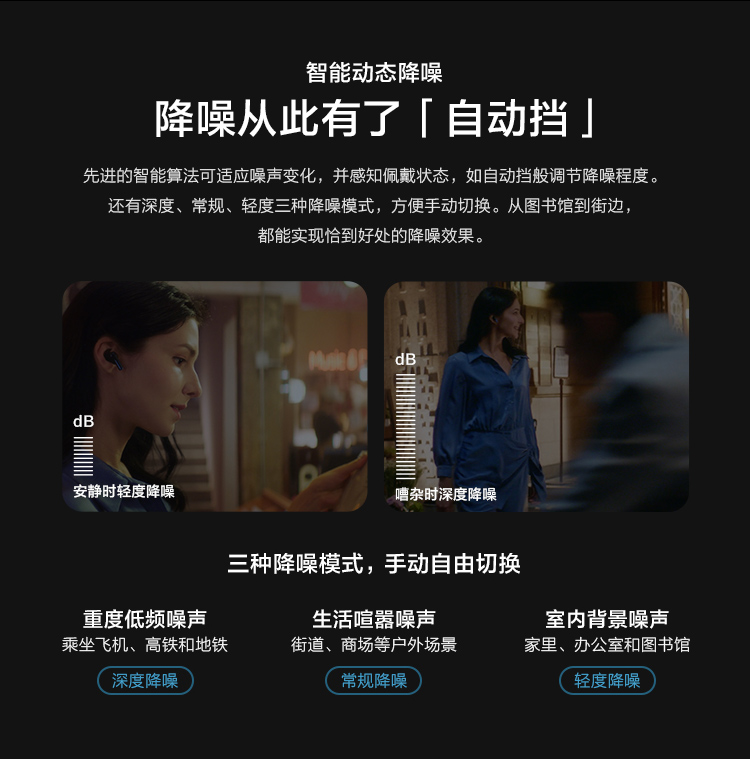 智能动态降噪
降噪从此有了「自动挡」
先进的智能算法可适应噪声变化，并感知佩戴状态，如自动挡般调节降噪程度。
还有深度、常规、轻度三种降噪模式，方便手动切换。从图书馆到街边，
都能实现恰到好处的降噪效果。
dB
安静时轻度降噪
dB
嘈杂时深度降噪
三种降噪模式，手动自由切换
重度低频噪声
乘坐飞机、高铁和地铁
深度降噪
生活喧嚣噪声
街道、商场等户外场景
常规降噪
室内背景噪声
家里、办公室和图书馆
轻度降噪